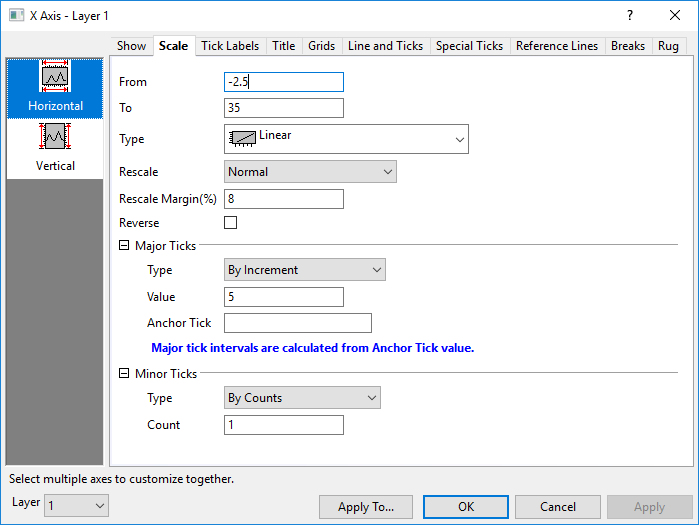 X Axis - Layer 1
?
Show Scale Tick Labels Title Grids Line and Ticks Special Ticks Reference Lines Breaks Rug
Horizontal
Vertical
From -2.5
To 35
Type Linear
Rescale Normal
Rescale Margin(%) 8
Reverse
Major Ticks
Type By Increment
Value 5
Anchor Tick
Major tick intervals are calculated from Anchor Tick value.
Minor Ticks
Type By Counts
Count 1
Select multiple axes to customize together.
Layer 1 Apply To... OK Cancel Apply